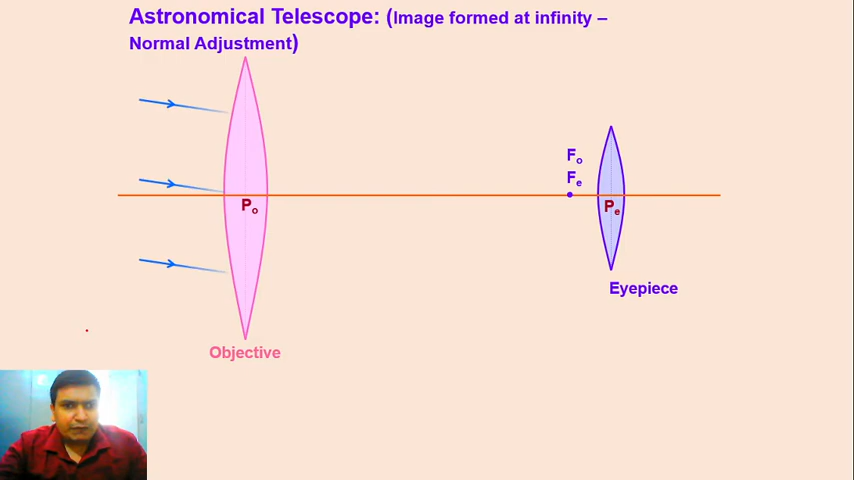 Astronomical Telescope: (Image formed at infinity –
Normal Adjustment)
Fo
Fe
Po
Pe
Eyepiece
Objective